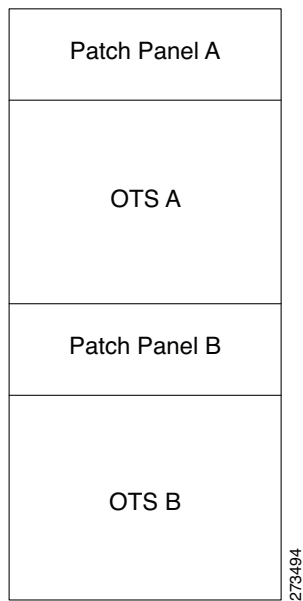 Patch Panel A
OTS A
Patch Panel B
OTS B
273494